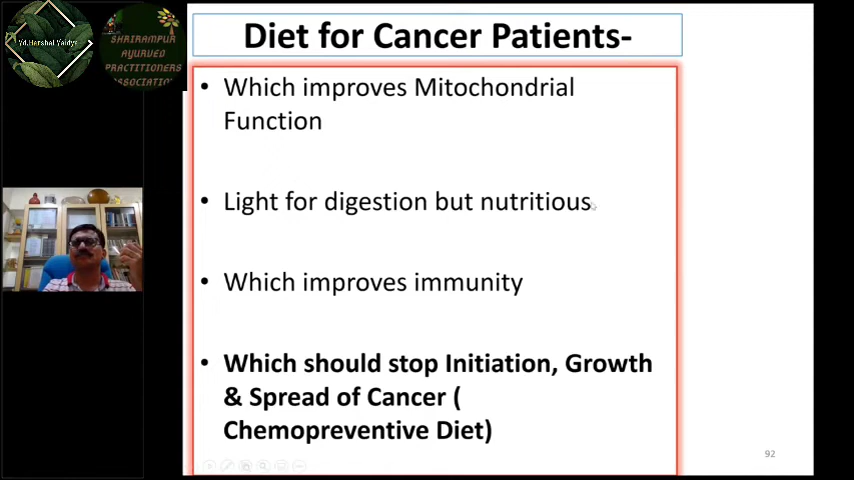 Diet for Cancer Patients-
Yd.Harshal Vaidya
SHRIRAMPUR
AYURVED
PRACTITIONERS
ASSOCIATION
• Which improves Mitochondrial
Function
• Light for digestion but nutritious
• Which improves immunity
• Which should stop Initiation, Growth
& Spread of Cancer (
Chemopreventive Diet)
92